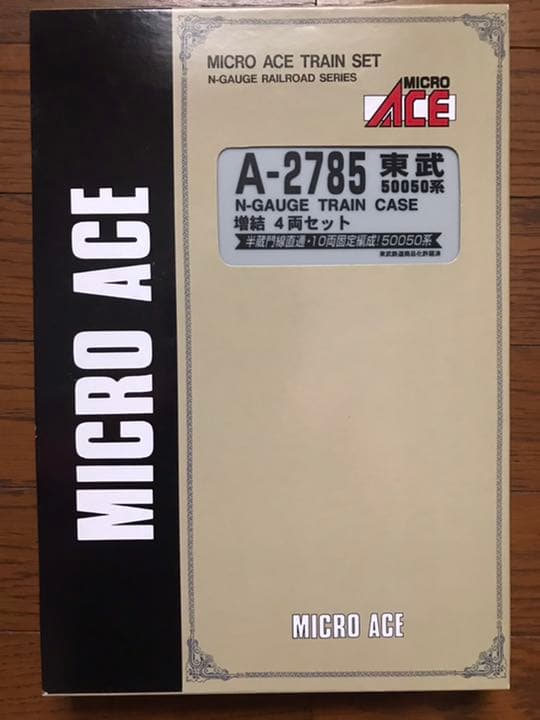 MICRO ACE
MICRO ACE TRAIN SET
N-GAUGE RAILROAD SERIES
MICRO
ACE
A-2785 東武
50050系
N-GAUGE TRAIN CASE
増結 4両セット
半蔵門線直通・10両固定編成!50050系
東武鉄道商品化許諾済
MICRO ACE